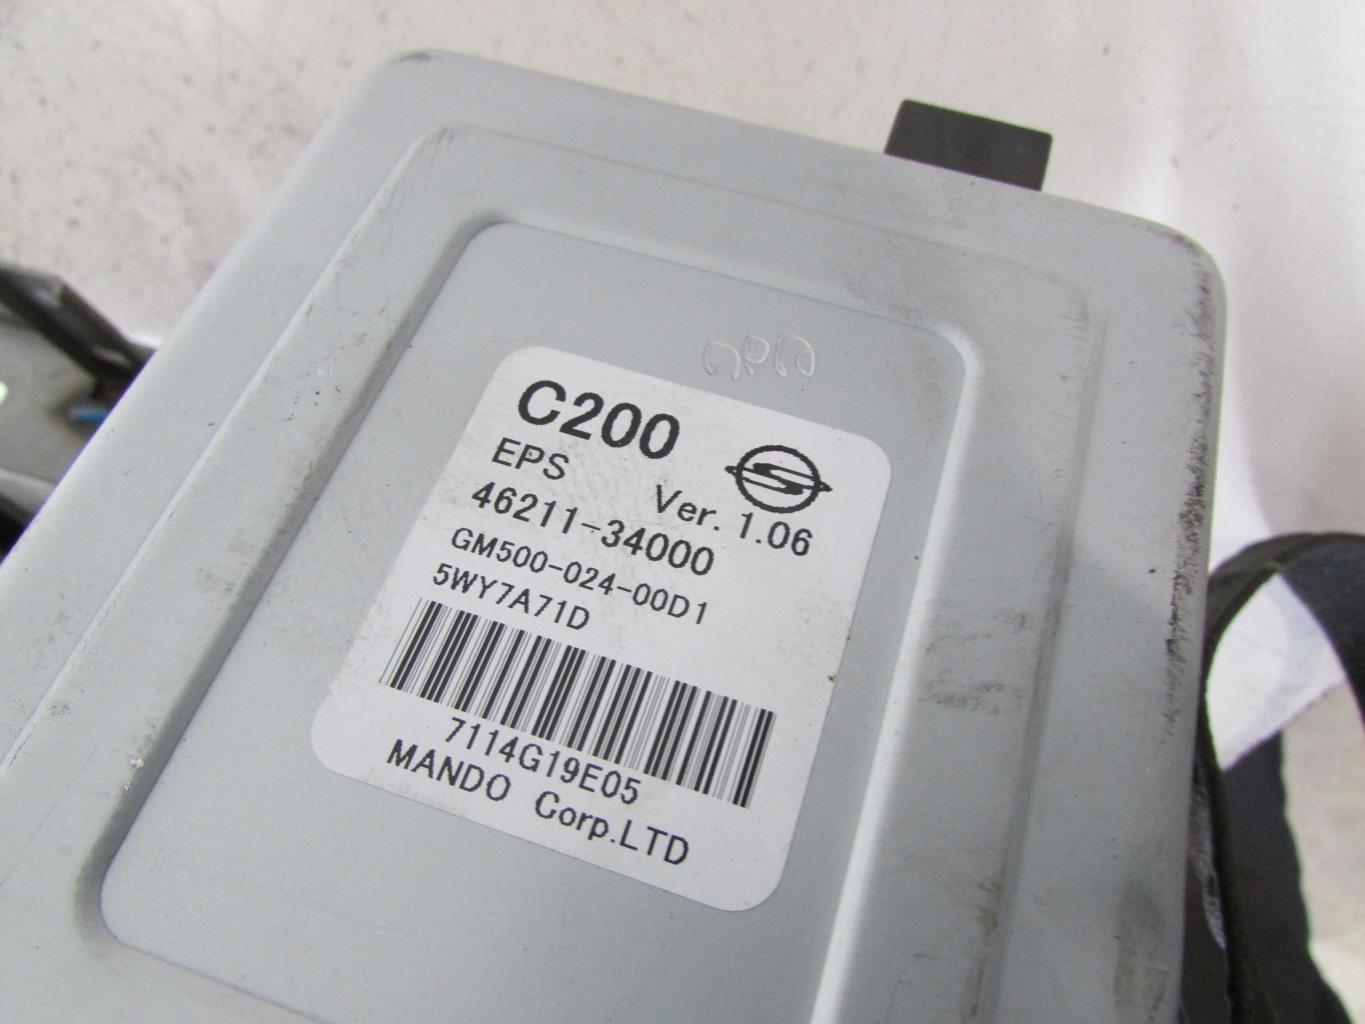 C200
EPS Ver. 1.06
46211-34000
GM500-024-00D1
5WY7A71D
7114G19E05
MANDO Corp.LTD